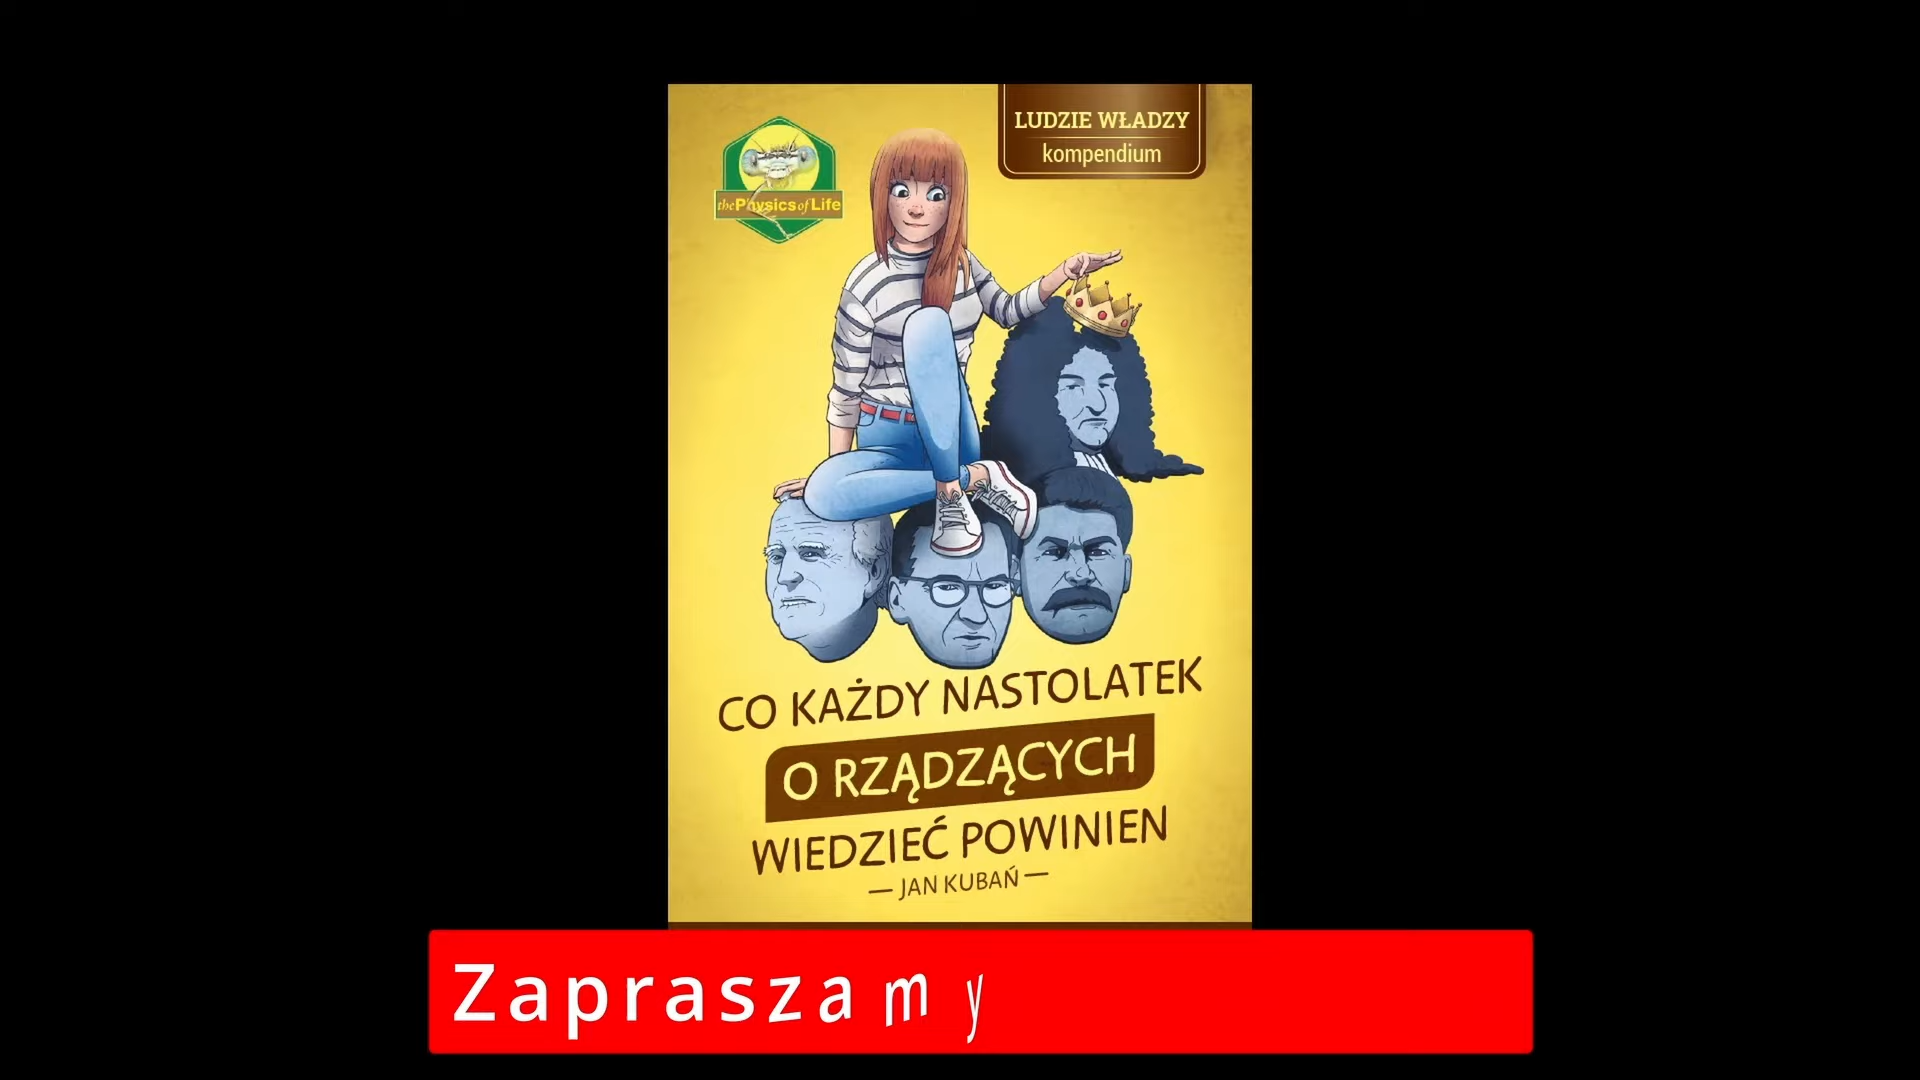 LUDZIE WŁADZY
kompendium
the Physics of Life
CO KAŻDY NASTOLATEK
O RZĄDZĄCYCH
WIEDZIEĆ POWINIEN
— JAN KUBAŃ —
Zapraszamy